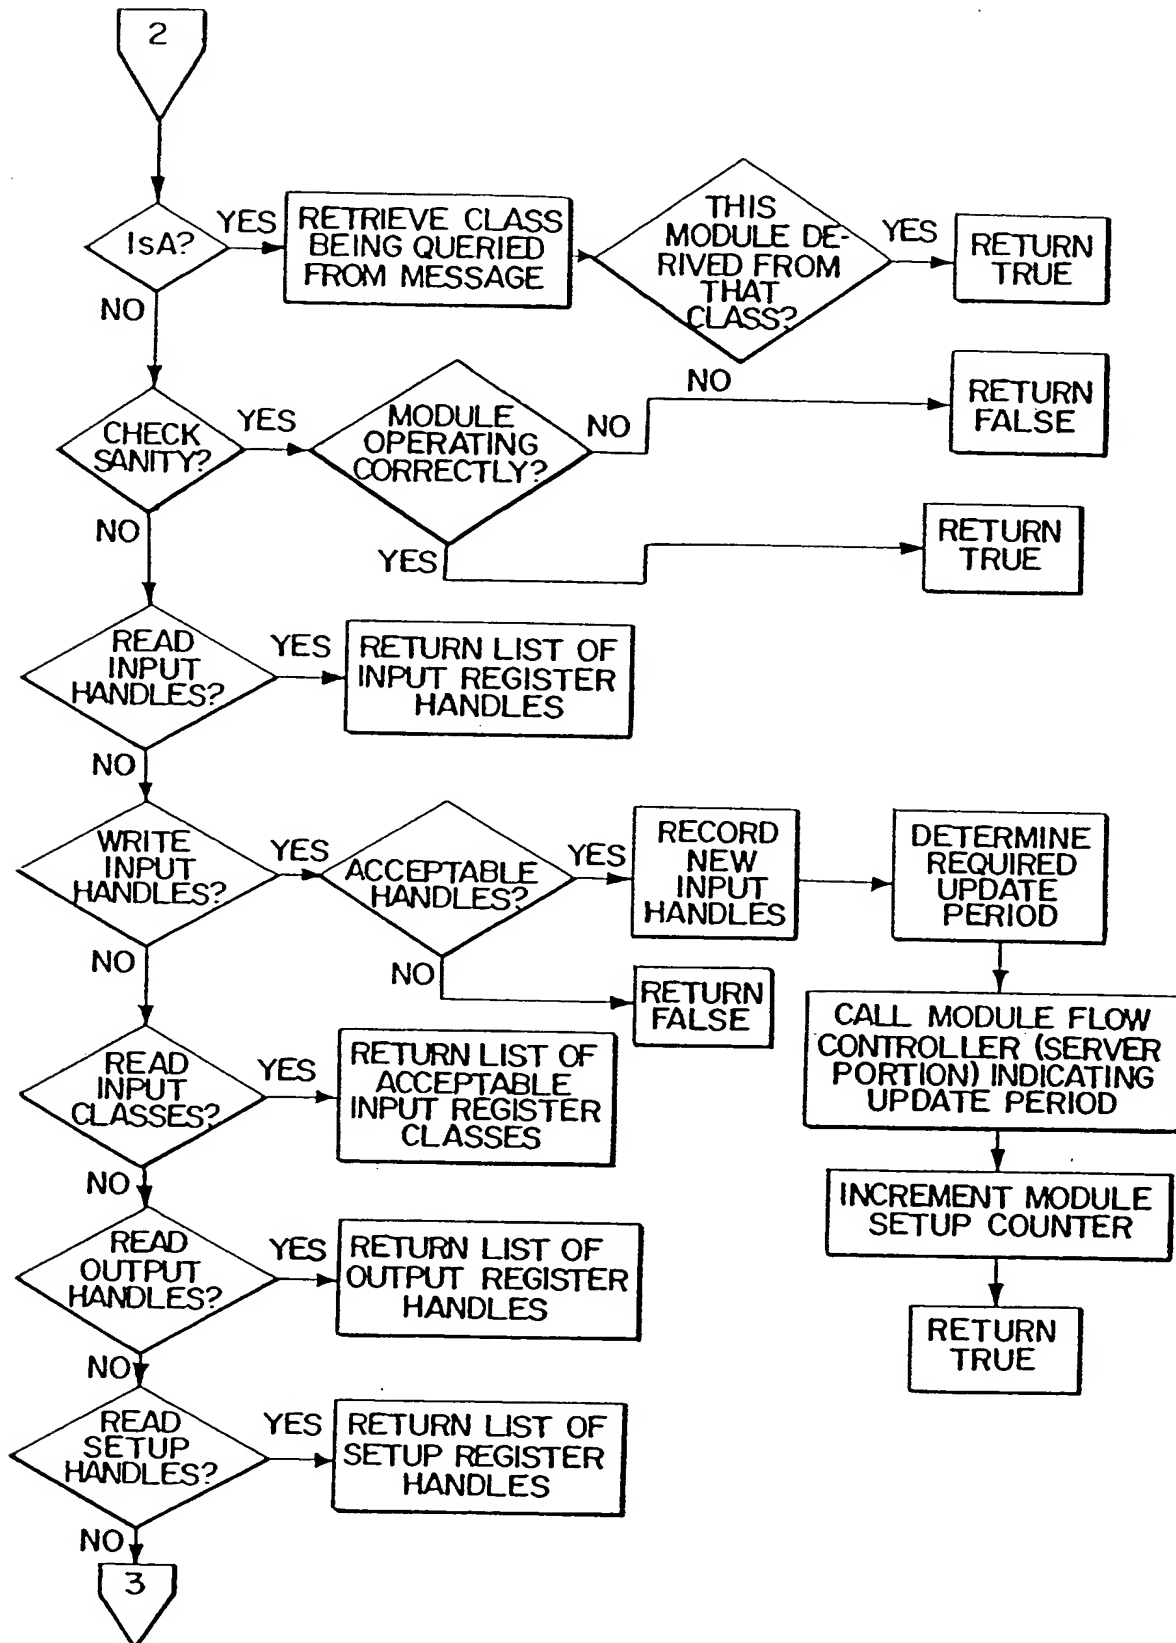 2
IsA?
YES
RETRIEVE CLASS
BEING QUERIED
FROM MESSAGE
THIS
MODULE DE-
RIVED FROM
THAT
CLASS?
YES
RETURN
TRUE
NO
NO
RETURN
FALSE
CHECK
SANITY?
YES
MODULE
OPERATING
CORRECTLY?
NO
YES
RETURN
TRUE
NO
READ
INPUT
HANDLES?
YES
RETURN LIST OF
INPUT REGISTER
HANDLES
NO
WRITE
INPUT
HANDLES?
YES
ACCEPTABLE
HANDLES?
YES
RECORD
NEW
INPUT
HANDLES
DETERMINE
REQUIRED
UPDATE
PERIOD
NO
RETURN
FALSE
CALL MODULE FLOW
CONTROLLER (SERVER
PORTION) INDICATING
UPDATE PERIOD
INCREMENT MODULE
SETUP COUNTER
RETURN
TRUE
NO
READ
INPUT
CLASSES?
YES
RETURN LIST OF
ACCEPTABLE
INPUT REGISTER
CLASSES
NO
READ
OUTPUT
HANDLES?
YES
RETURN LIST OF
OUTPUT REGISTER
HANDLES
NO
READ
SETUP
HANDLES?
YES
RETURN LIST OF
SETUP REGISTER
HANDLES
NO
3